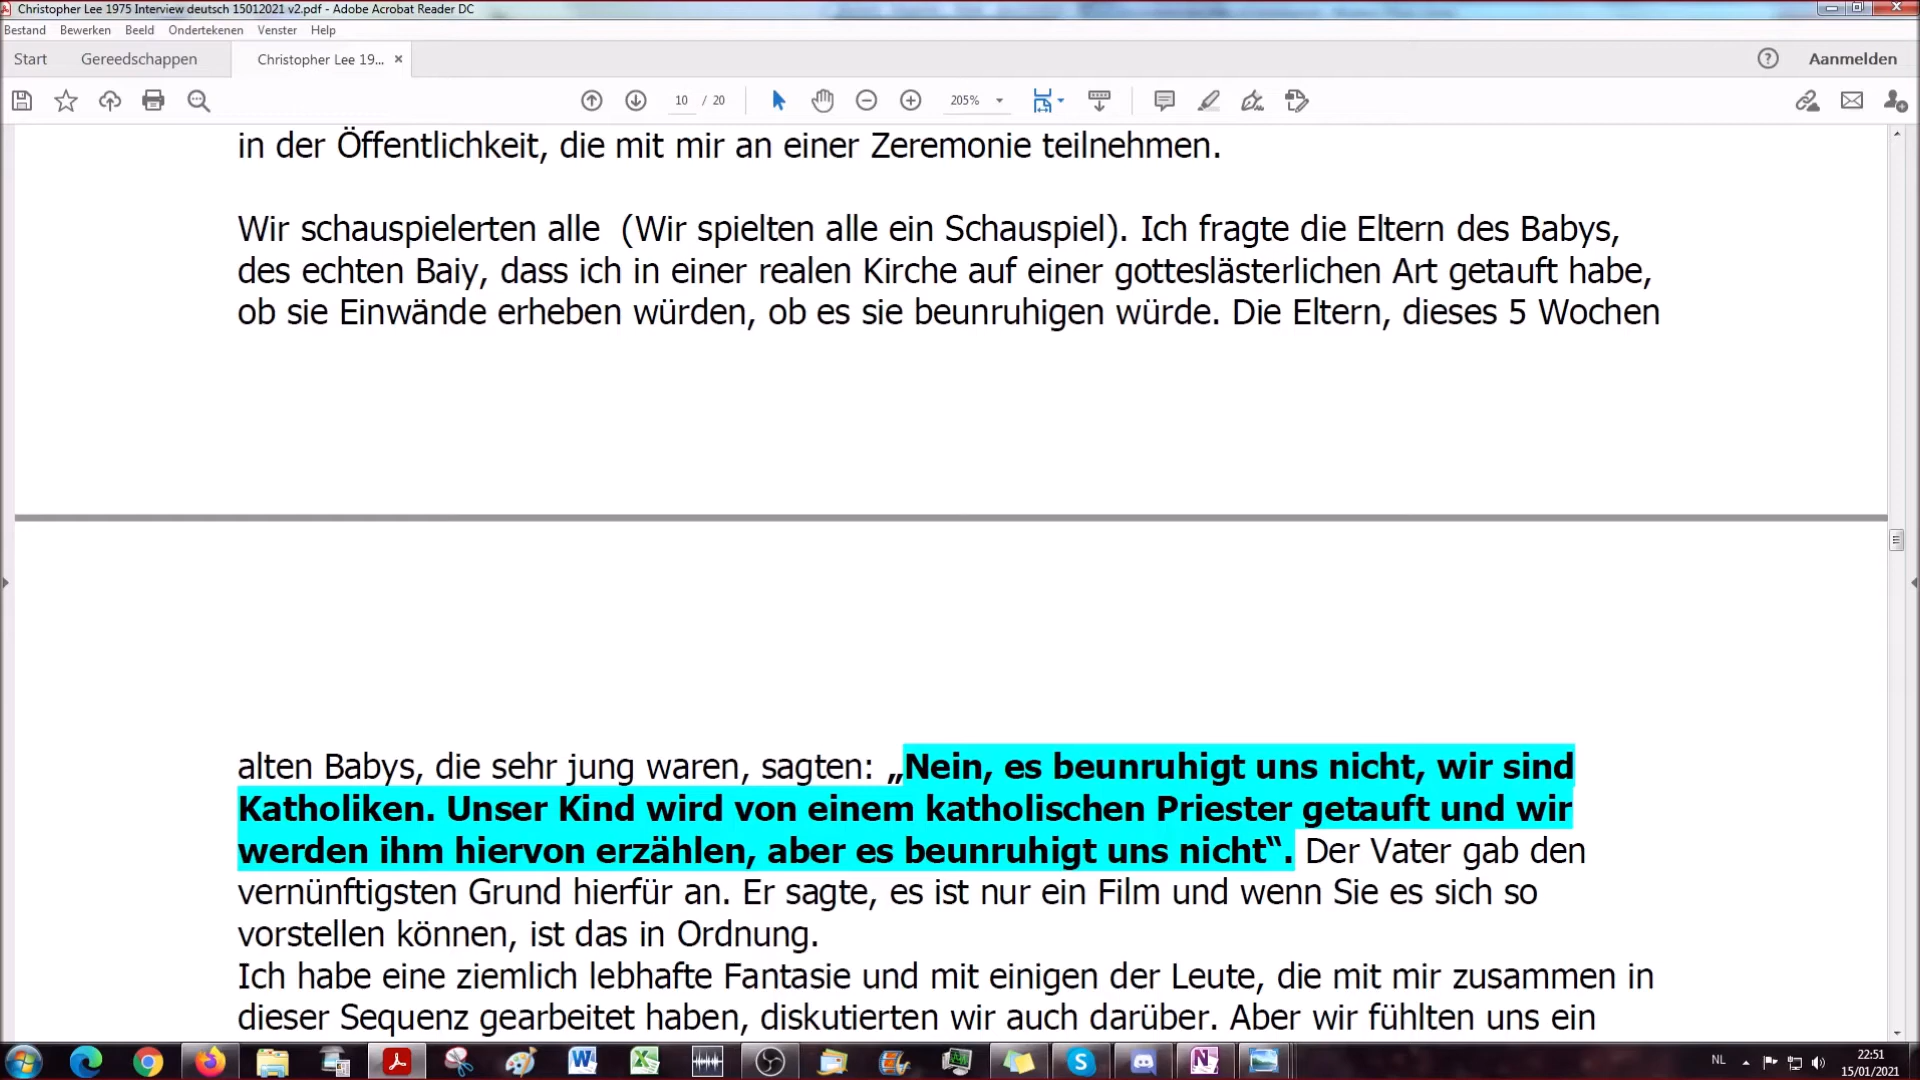 Christopher Lee 1975 Interview deutsch 15012021 v2.pdf - Adobe Acrobat Reader DC
Bestand Bewerken Beeld Ondertekenen Venster Help
Start Gereedschappen Christopher Lee 19... × Aanmelden
10 / 20 205%
in der Öffentlichkeit, die mit mir an einer Zeremonie teilnehmen.
Wir schauspielerten alle (Wir spielten alle ein Schauspiel). Ich fragte die Eltern des Babys,
des echten Baiy, dass ich in einer realen Kirche auf einer gotteslästerlichen Art getauft habe,
ob sie Einwände erheben würden, ob es sie beunruhigen würde. Die Eltern, dieses 5 Wochen
alten Babys, die sehr jung waren, sagten: „Nein, es beunruhigt uns nicht, wir sind
Katholiken. Unser Kind wird von einem katholischen Priester getauft und wir
werden ihm hiervon erzählen, aber es beunruhigt uns nicht“. Der Vater gab den
vernünftigsten Grund hierfür an. Er sagte, es ist nur ein Film und wenn Sie es sich so
vorstellen können, ist das in Ordnung.
Ich habe eine ziemlich lebhafte Fantasie und mit einigen der Leute, die mit mir zusammen in
dieser Sequenz gearbeitet haben, diskutierten wir auch darüber. Aber wir fühlten uns ein
NL 22:51
15/01/2021